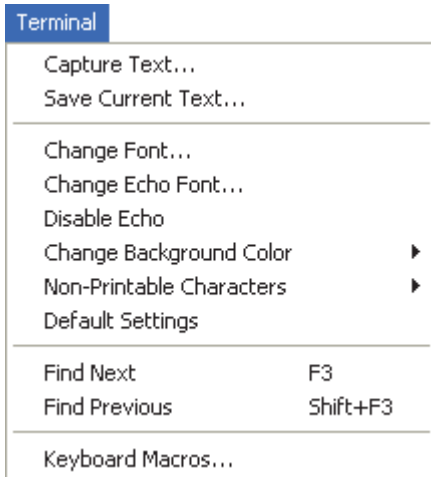 Terminal
Capture Text...
Save Current Text...
Change Font...
Change Echo Font...
Disable Echo
Change Background Color
Non-Printable Characters
Default Settings
Find Next F3
Find Previous Shift+F3
Keyboard Macros...